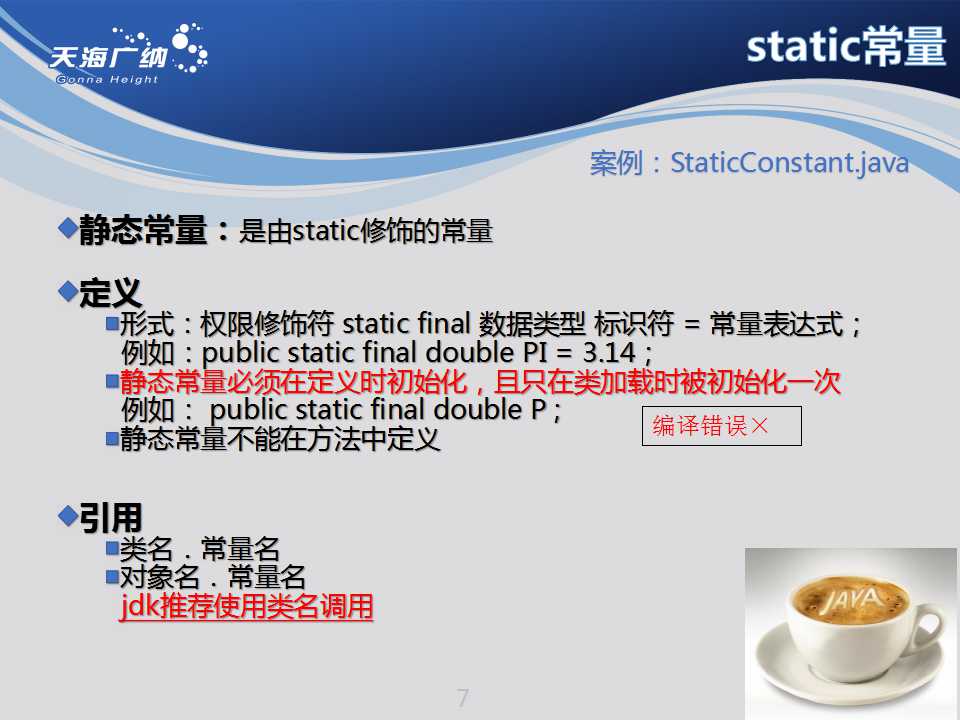 天海广纳
Gonna Height
static常量
案例：StaticConstant.java
静态常量：是由static修饰的常量
定义
形式：权限修饰符 static final 数据类型 标识符 = 常量表达式；
例如：public static final double PI = 3.14；
静态常量必须在定义时初始化，且只在类加载时被初始化一次
例如： public static final double P；
编译错误×
静态常量不能在方法中定义
引用
类名．常量名
对象名．常量名
jdk推荐使用类名调用
JAVA
7